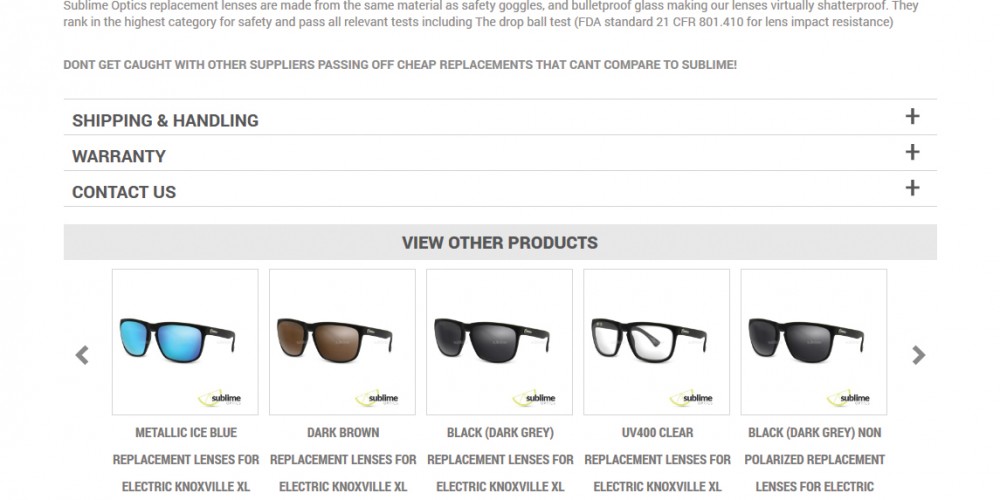 Sublime Optics replacement lenses are made from the same material as safety goggles, and bulletproof glass making our lenses virtually shatterproof. They
rank in the highest category for safety and pass all relevant tests including The drop ball test (FDA standard 21 CFR 801.410 for lens impact resistance)
DONT GET CAUGHT WITH OTHER SUPPLIERS PASSING OFF CHEAP REPLACEMENTS THAT CANT COMPARE TO SUBLIME!
SHIPPING & HANDLING +
WARRANTY +
CONTACT US +
VIEW OTHER PRODUCTS
sublime sublime sublime sublime sublime
METALLIC ICE BLUE
REPLACEMENT LENSES FOR
ELECTRIC KNOXVILLE XL
DARK BROWN
REPLACEMENT LENSES FOR
ELECTRIC KNOXVILLE XL
BLACK (DARK GREY)
REPLACEMENT LENSES FOR
ELECTRIC KNOXVILLE XL
UV400 CLEAR
REPLACEMENT LENSES FOR
ELECTRIC KNOXVILLE XL
BLACK (DARK GREY) NON
POLARIZED REPLACEMENT
LENSES FOR ELECTRIC